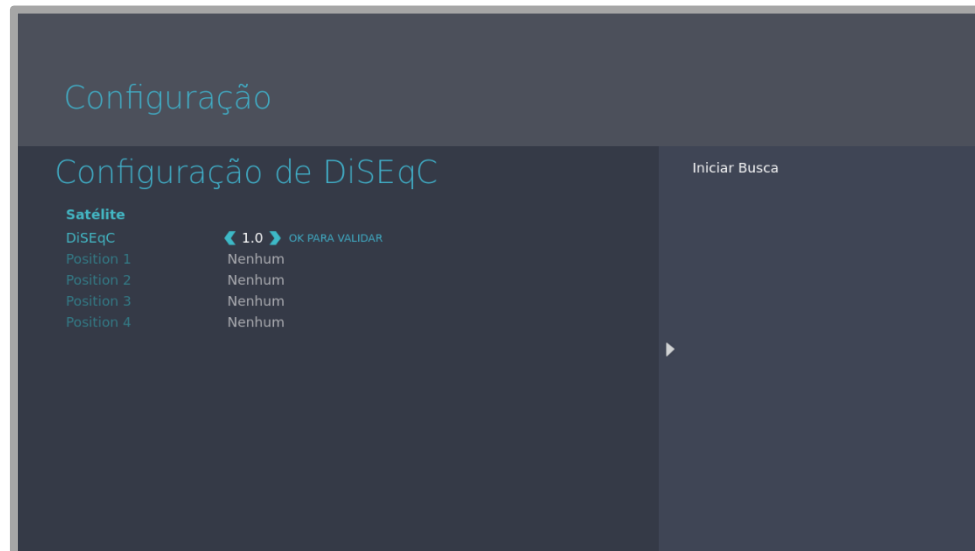 Configuração
Configuração de DiSEqC
Satélite
DiSEqC 1.0 OK PARA VALIDAR
Position 1 Nenhum
Position 2 Nenhum
Position 3 Nenhum
Position 4 Nenhum
Iniciar Busca